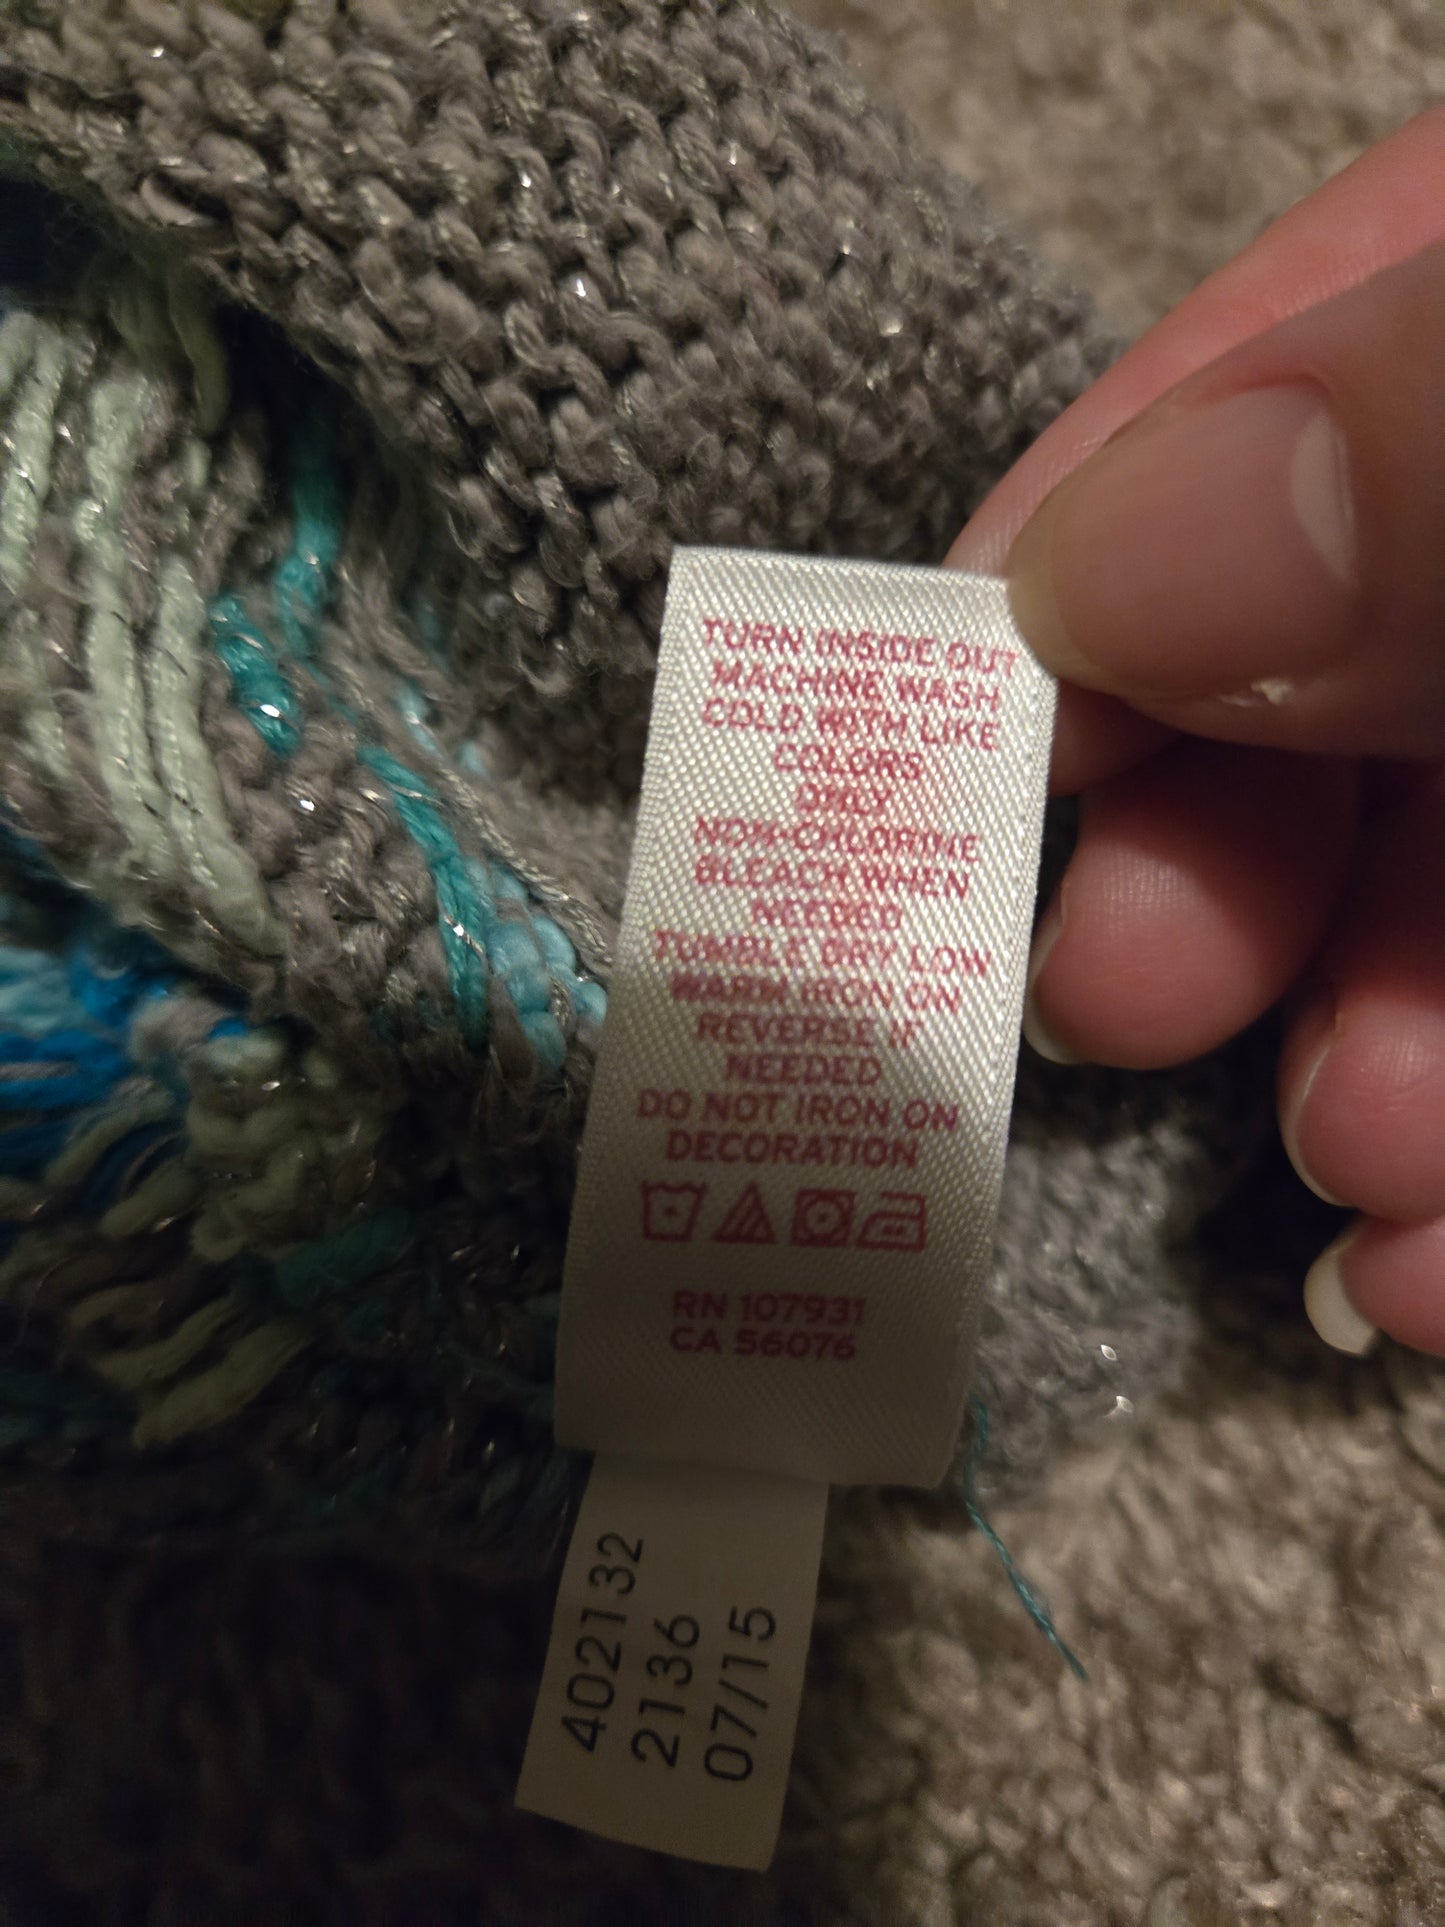 TURN INSIDE OUT
MACHINE WASH
COLD WITH LIKE
COLORS
ONLY
NON-CHLORINE
BLEACH WHEN
NEEDED
TUMBLE DRY LOW
WARM IRON ON
REVERSE IF
NEEDED
DO NOT IRON ON
DECORATION
RN 107931
CA 56076
402132
2136
07/15